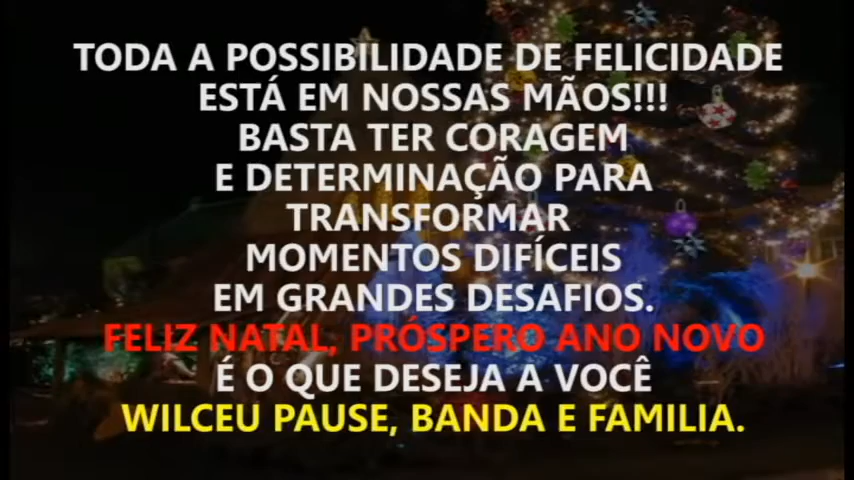 TODA A POSSIBILIDADE DE FELICIDADE
ESTÁ EM NOSSAS MÃOS!!!
BASTA TER CORAGEM
E DETERMINAÇÃO PARA
TRANSFORMAR
MOMENTOS DIFÍCEIS
EM GRANDES DESAFIOS.
FELIZ NATAL, PRÓSPERO ANO NOVO
É O QUE DESEJA A VOCÊ
WILCEU PAUSE, BANDA E FAMILIA.